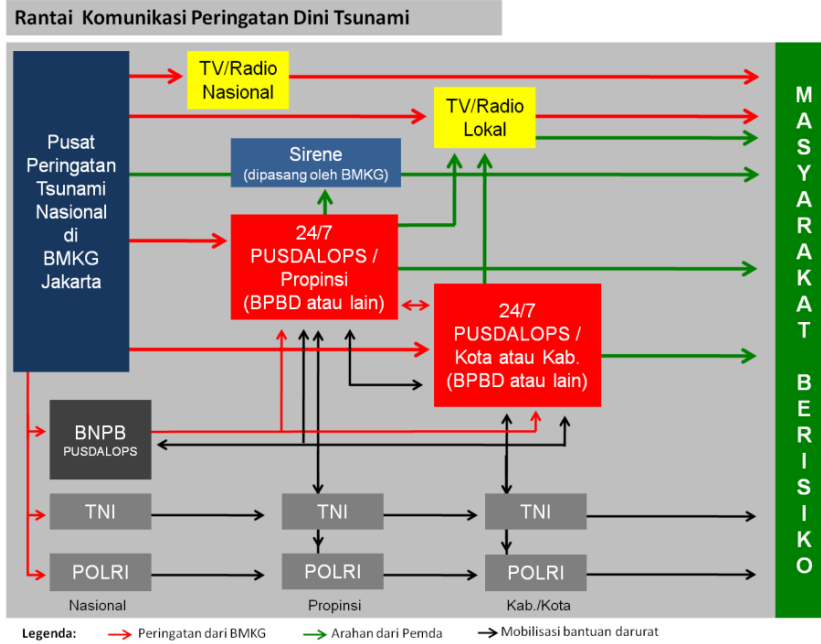 Rantai Komunikasi Peringatan Dini Tsunami
Pusat
Peringatan
Tsunami
Nasional
di
BMKG
Jakarta
TV/Radio
Nasional
TV/Radio
Lokal
Sirene
(dipasang oleh BMKG)
24/7
PUSDALOPS /
Propinsi
(BPBD atau lain)
24/7
PUSDALOPS /
Kota atau Kab.
(BPBD atau lain)
BNPB
PUSDALOPS
TNI
TNI
TNI
POLRI
POLRI
POLRI
Nasional
Propinsi
Kab./Kota
MASYARAKAT BERISIKO
Legenda:
Peringatan dari BMKG
Arahan dari Pemda
Mobilisasi bantuan darurat